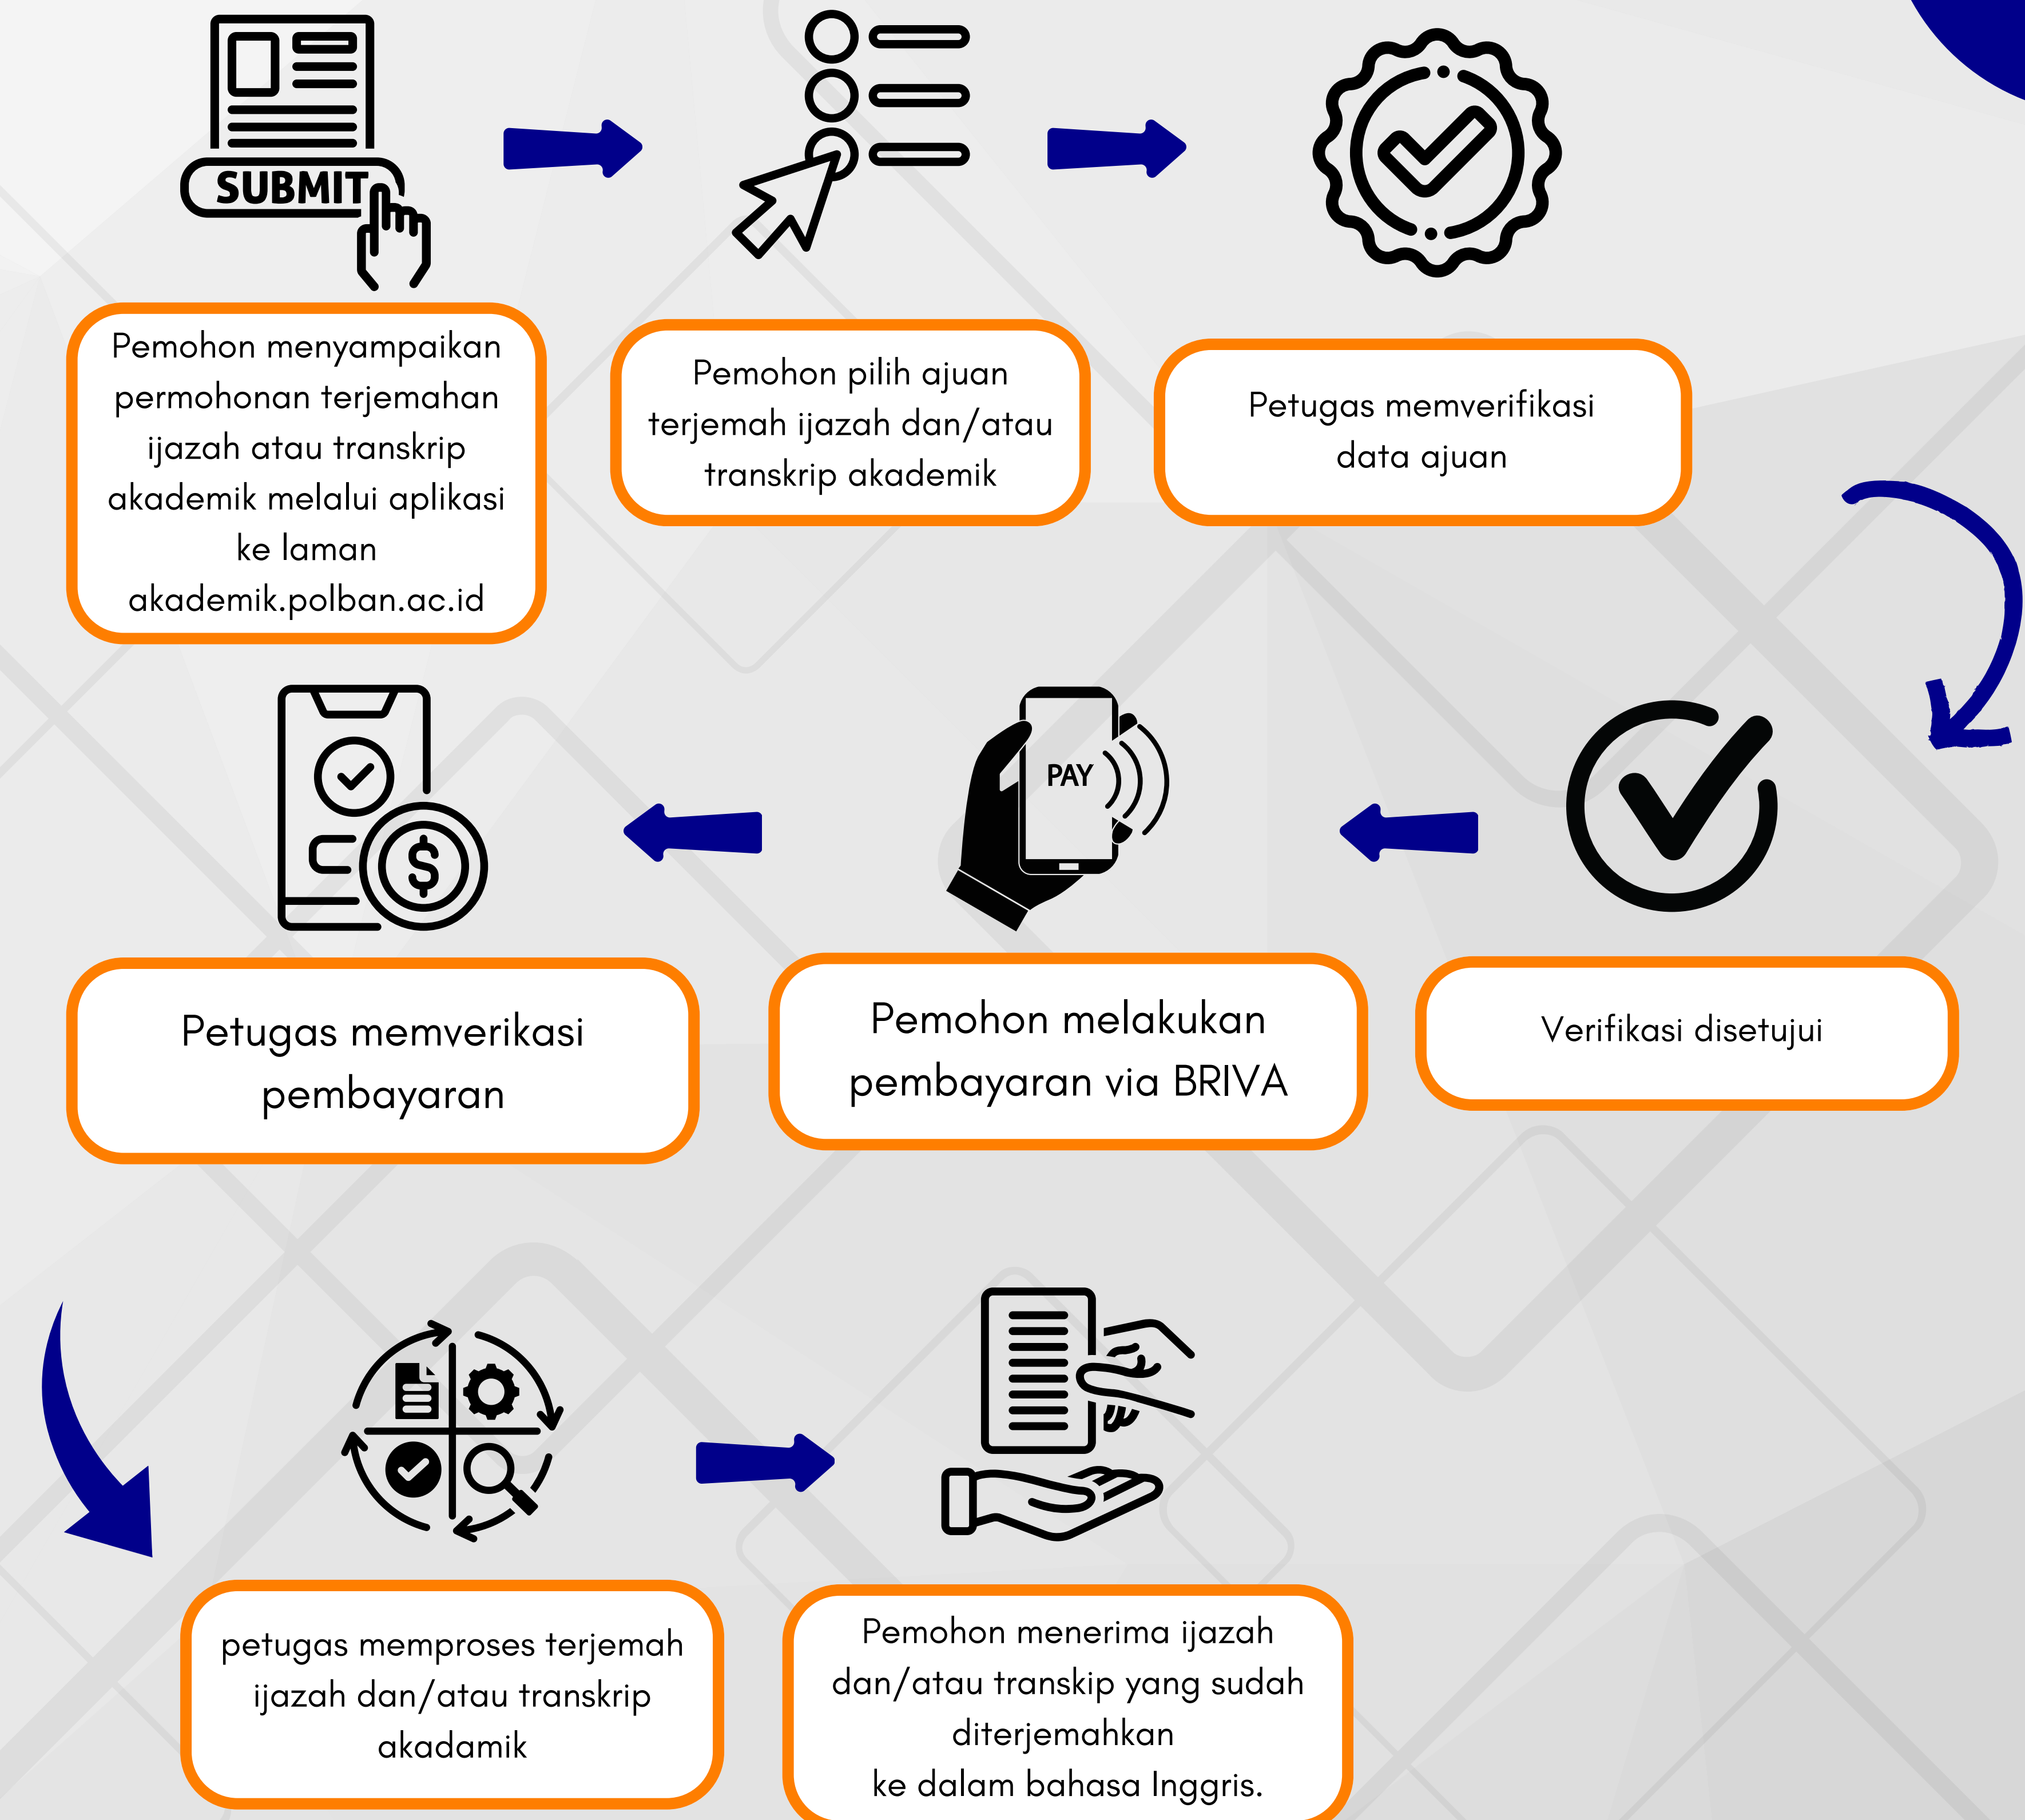 SUBMIT
Pemohon menyampaikan
permohonan terjemahan
ijazah atau transkrip
akademik melalui aplikasi
ke laman
akademik.polban.ac.id
Pemohon pilih ajuan
terjemah ijazah dan/atau
transkrip akademik
Petugas memverifikasi
data ajuan
Verifikasi disetujui
PAY
Pemohon melakukan
pembayaran via BRIVA
$
Petugas memverikasi
pembayaran
petugas memproses terjemah
ijazah dan/atau transkrip
akadamik
Pemohon menerima ijazah
dan/atau transkip yang sudah
diterjemahkan
ke dalam bahasa Inggris.